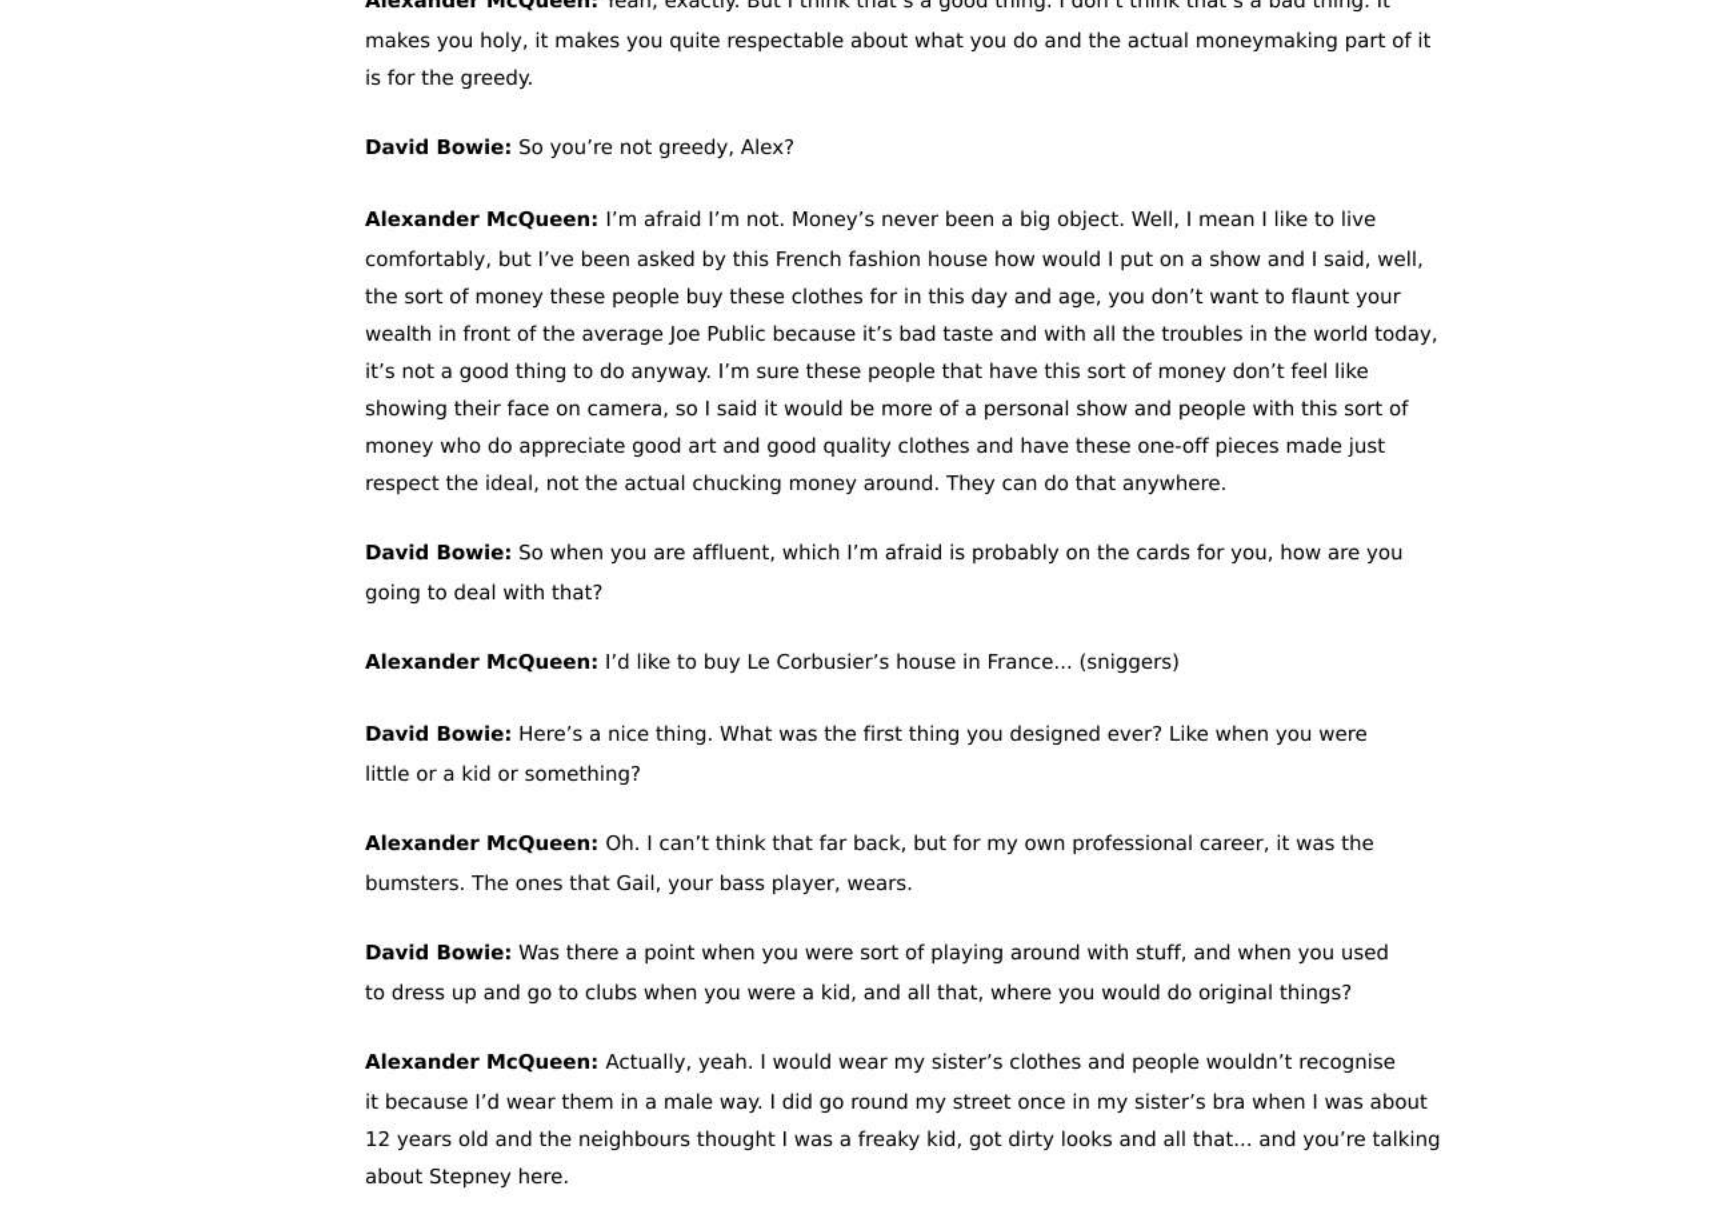 Alexander McQueen: Yeah, exactly. But I think that’s a good thing. I don’t think that’s a bad thing. It
makes you holy, it makes you quite respectable about what you do and the actual moneymaking part of it
is for the greedy.
David Bowie: So you’re not greedy, Alex?
Alexander McQueen: I’m afraid I’m not. Money’s never been a big object. Well, I mean I like to live
comfortably, but I’ve been asked by this French fashion house how would I put on a show and I said, well,
the sort of money these people buy these clothes for in this day and age, you don’t want to flaunt your
wealth in front of the average Joe Public because it’s bad taste and with all the troubles in the world today,
it’s not a good thing to do anyway. I’m sure these people that have this sort of money don’t feel like
showing their face on camera, so I said it would be more of a personal show and people with this sort of
money who do appreciate good art and good quality clothes and have these one-off pieces made just
respect the ideal, not the actual chucking money around. They can do that anywhere.
David Bowie: So when you are affluent, which I’m afraid is probably on the cards for you, how are you
going to deal with that?
Alexander McQueen: I’d like to buy Le Corbusier’s house in France... (sniggers)
David Bowie: Here’s a nice thing. What was the first thing you designed ever? Like when you were
little or a kid or something?
Alexander McQueen: Oh. I can’t think that far back, but for my own professional career, it was the
bumsters. The ones that Gail, your bass player, wears.
David Bowie: Was there a point when you were sort of playing around with stuff, and when you used
to dress up and go to clubs when you were a kid, and all that, where you would do original things?
Alexander McQueen: Actually, yeah. I would wear my sister’s clothes and people wouldn’t recognise
it because I’d wear them in a male way. I did go round my street once in my sister’s bra when I was about
12 years old and the neighbours thought I was a freaky kid, got dirty looks and all that... and you’re talking
about Stepney here.